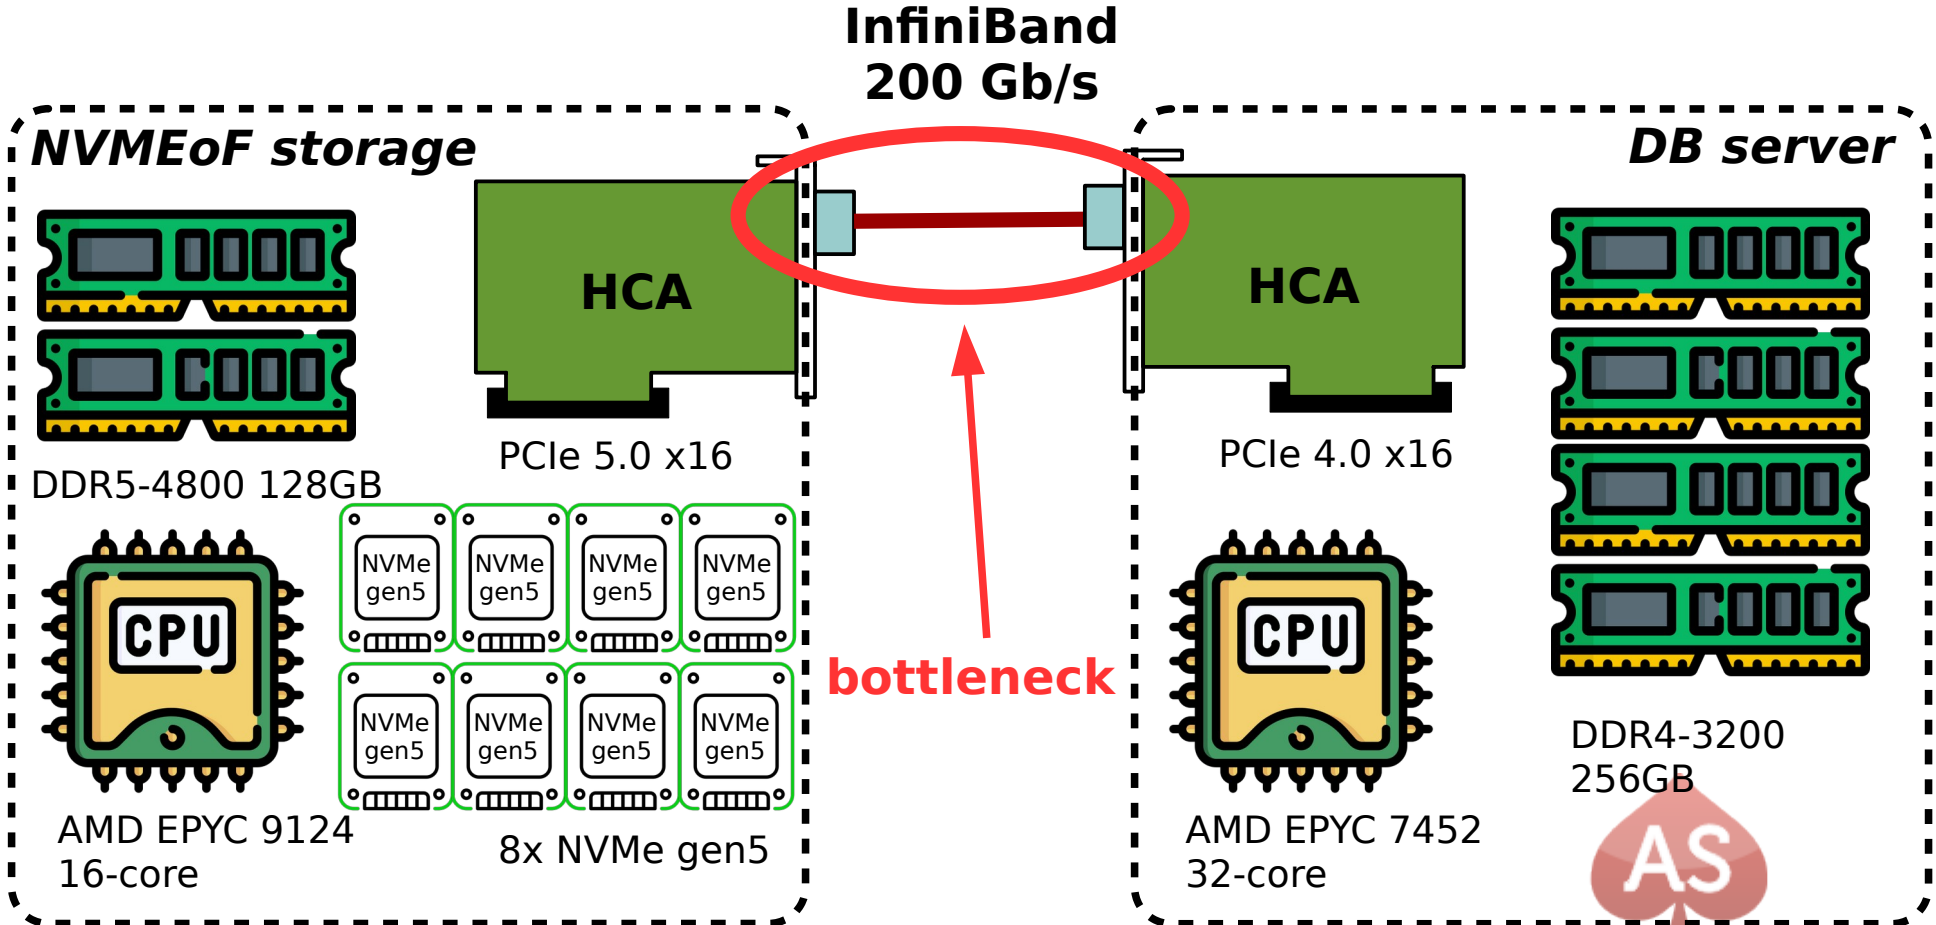 InfiniBand
200 Gb/s
NVMEoF storage
DB server
HCA
HCA
PCIe 5.0 x16
PCIe 4.0 x16
DDR5-4800 128GB
NVMe
gen5
NVMe
gen5
NVMe
gen5
NVMe
gen5
CPU
CPU
bottleneck
NVMe
gen5
NVMe
gen5
NVMe
gen5
NVMe
gen5
DDR4-3200
256GB
AMD EPYC 9124
16-core
8x NVMe gen5
AMD EPYC 7452
32-core
AS